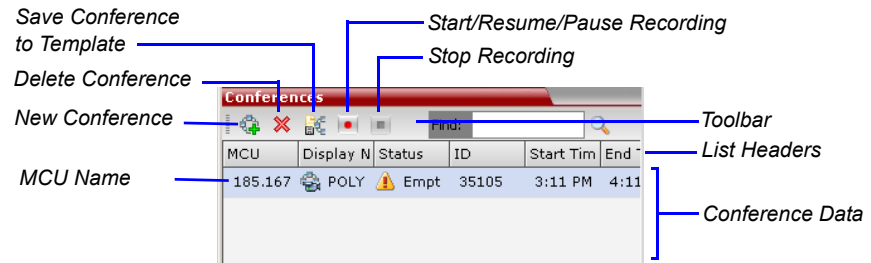 Save Conference
to Template
Start/Resume/Pause Recording
Stop Recording
Delete Conference
Conferences
New Conference
Find:
Toolbar
MCU Display N Status ID Start Tim End T
List Headers
MCU Name
185.167 POLY Empt 35105 3:11 PM 4:11
Conference Data